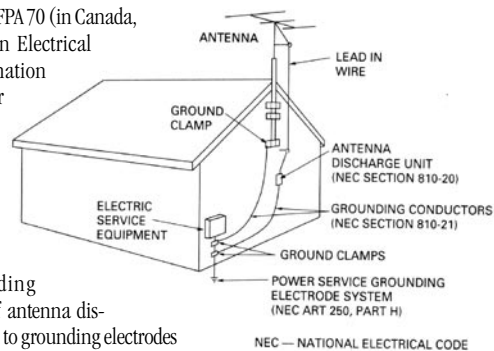 FPA 70 (in Canada,
n Electrical
nation
r
ding
antenna dis-
to grounding electrodes
ANTENNA
LEAD IN
WIRE
GROUND
CLAMP
ANTENNA
DISCHARGE UNIT
(NEC SECTION 810-20)
ELECTRIC
SERVICE
EQUIPMENT
GROUNDING CONDUCTORS
(NEC SECTION 810-21)
GROUND CLAMPS
POWER SERVICE GROUNDING
ELECTRODE SYSTEM
(NEC ART 250, PART H)
NEC — NATIONAL ELECTRICAL CODE